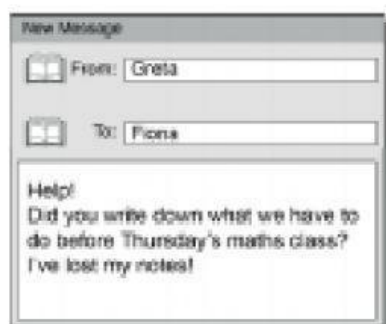 New Message
From: Greta
To: Fiona
Help!
Did you write down what we have to
do before Thursday's maths class?
I've lost my notes!